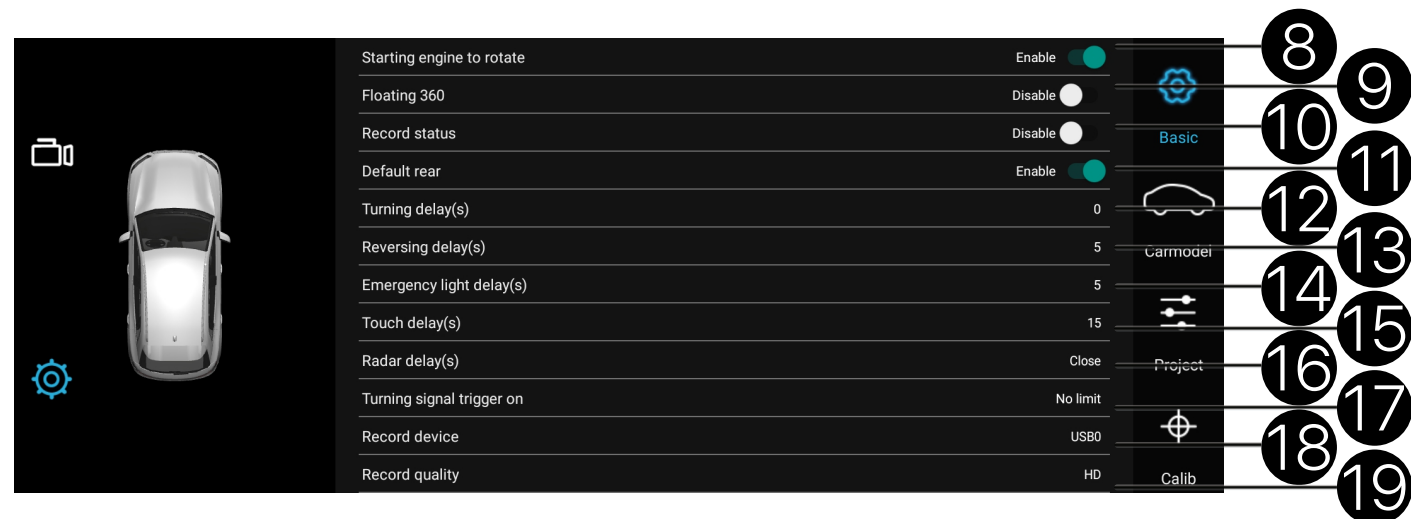 Starting engine to rotate Enable 8
Floating 360 Disable 9
Record status Disable 10
Basic
Default rear Enable 11
Turning delay(s) 0 12
Reversing delay(s) 5 13
Carmodel
Emergency light delay(s) 5 14
Touch delay(s) 15 15
Radar delay(s) Close 16
Project
Turning signal trigger on No limit 17
Record device USB0 18
Record quality HD 19
Calib